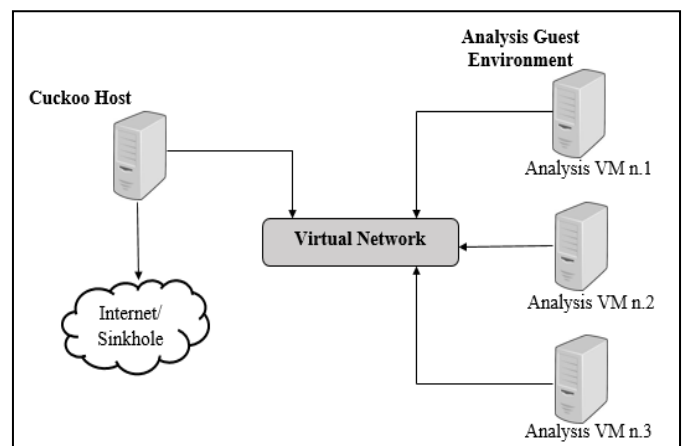 Analysis Guest
Environment
Cuckoo Host
Analysis VM n.1
Virtual Network
Internet/
Sinkhole
Analysis VM n.2
Analysis VM n.3